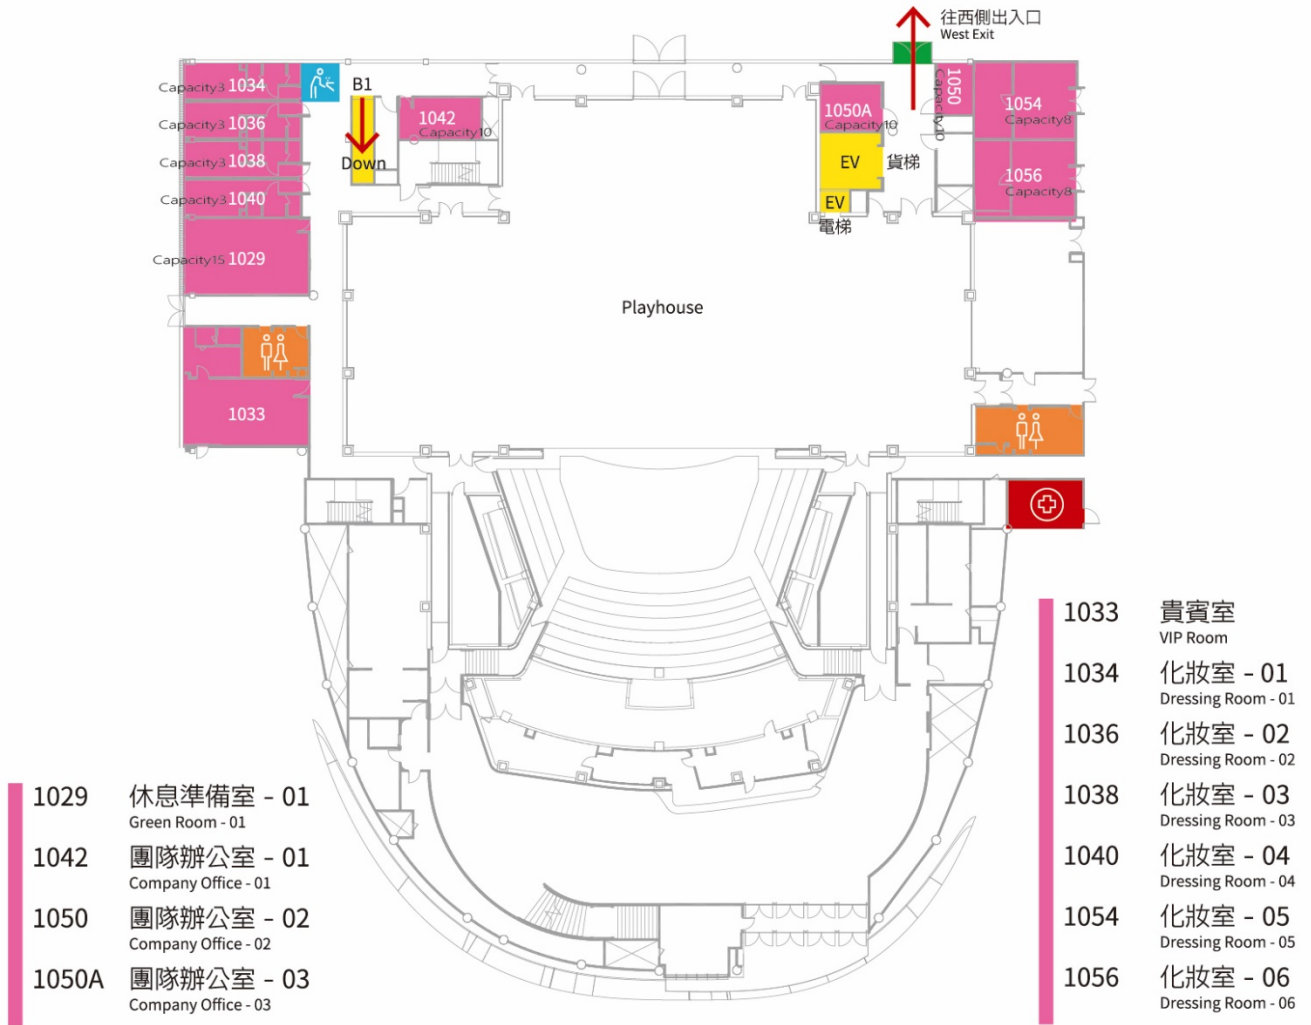 往西側出入口
West Exit
Capacity3 1034
B1
Capacity3 1036
1042
Capacity10
Capacity3 1038
Down
Capacity3 1040
Capacity15 1029
1033
1050A
Capacity10
EV
貨梯
EV
電梯
1050
Capacity10
1054
Capacity8
1056
Capacity8
Playhouse
1029 休息準備室 - 01
Green Room - 01
1042 團隊辦公室 - 01
Company Office - 01
1050 團隊辦公室 - 02
Company Office - 02
1050A 團隊辦公室 - 03
Company Office - 03
1033 貴賓室
VIP Room
1034 化妝室 - 01
Dressing Room - 01
1036 化妝室 - 02
Dressing Room - 02
1038 化妝室 - 03
Dressing Room - 03
1040 化妝室 - 04
Dressing Room - 04
1054 化妝室 - 05
Dressing Room - 05
1056 化妝室 - 06
Dressing Room - 06